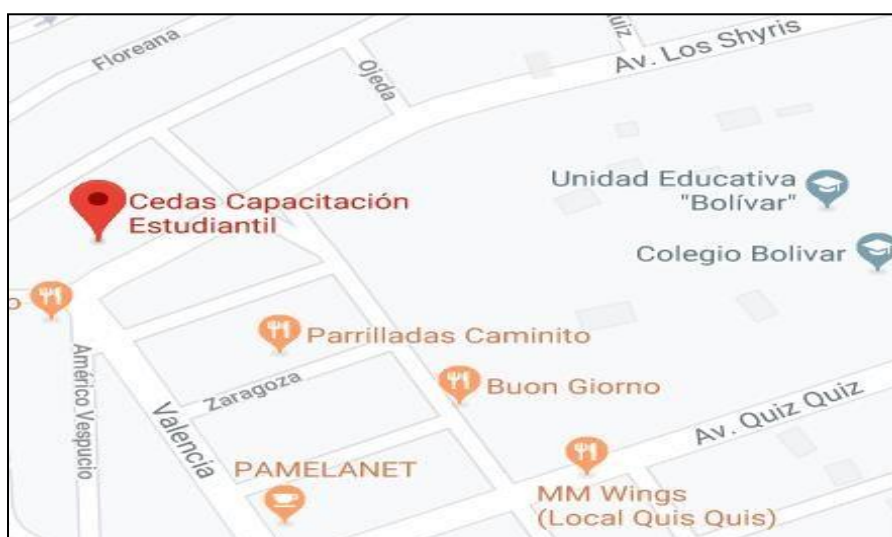 Floreana
Ojeda
Quiz
Av. Los Shyris
Cedas Capacitación
Estudiantil
Unidad Educativa
"Bolívar"
Colegio Bolivar
o
Parrilladas Caminito
Zaragoza
Buon Giorno
Américo Vespucio
Valencia
Av. Quiz Quiz
PAMELANET
MM Wings
(Local Quis Quis)